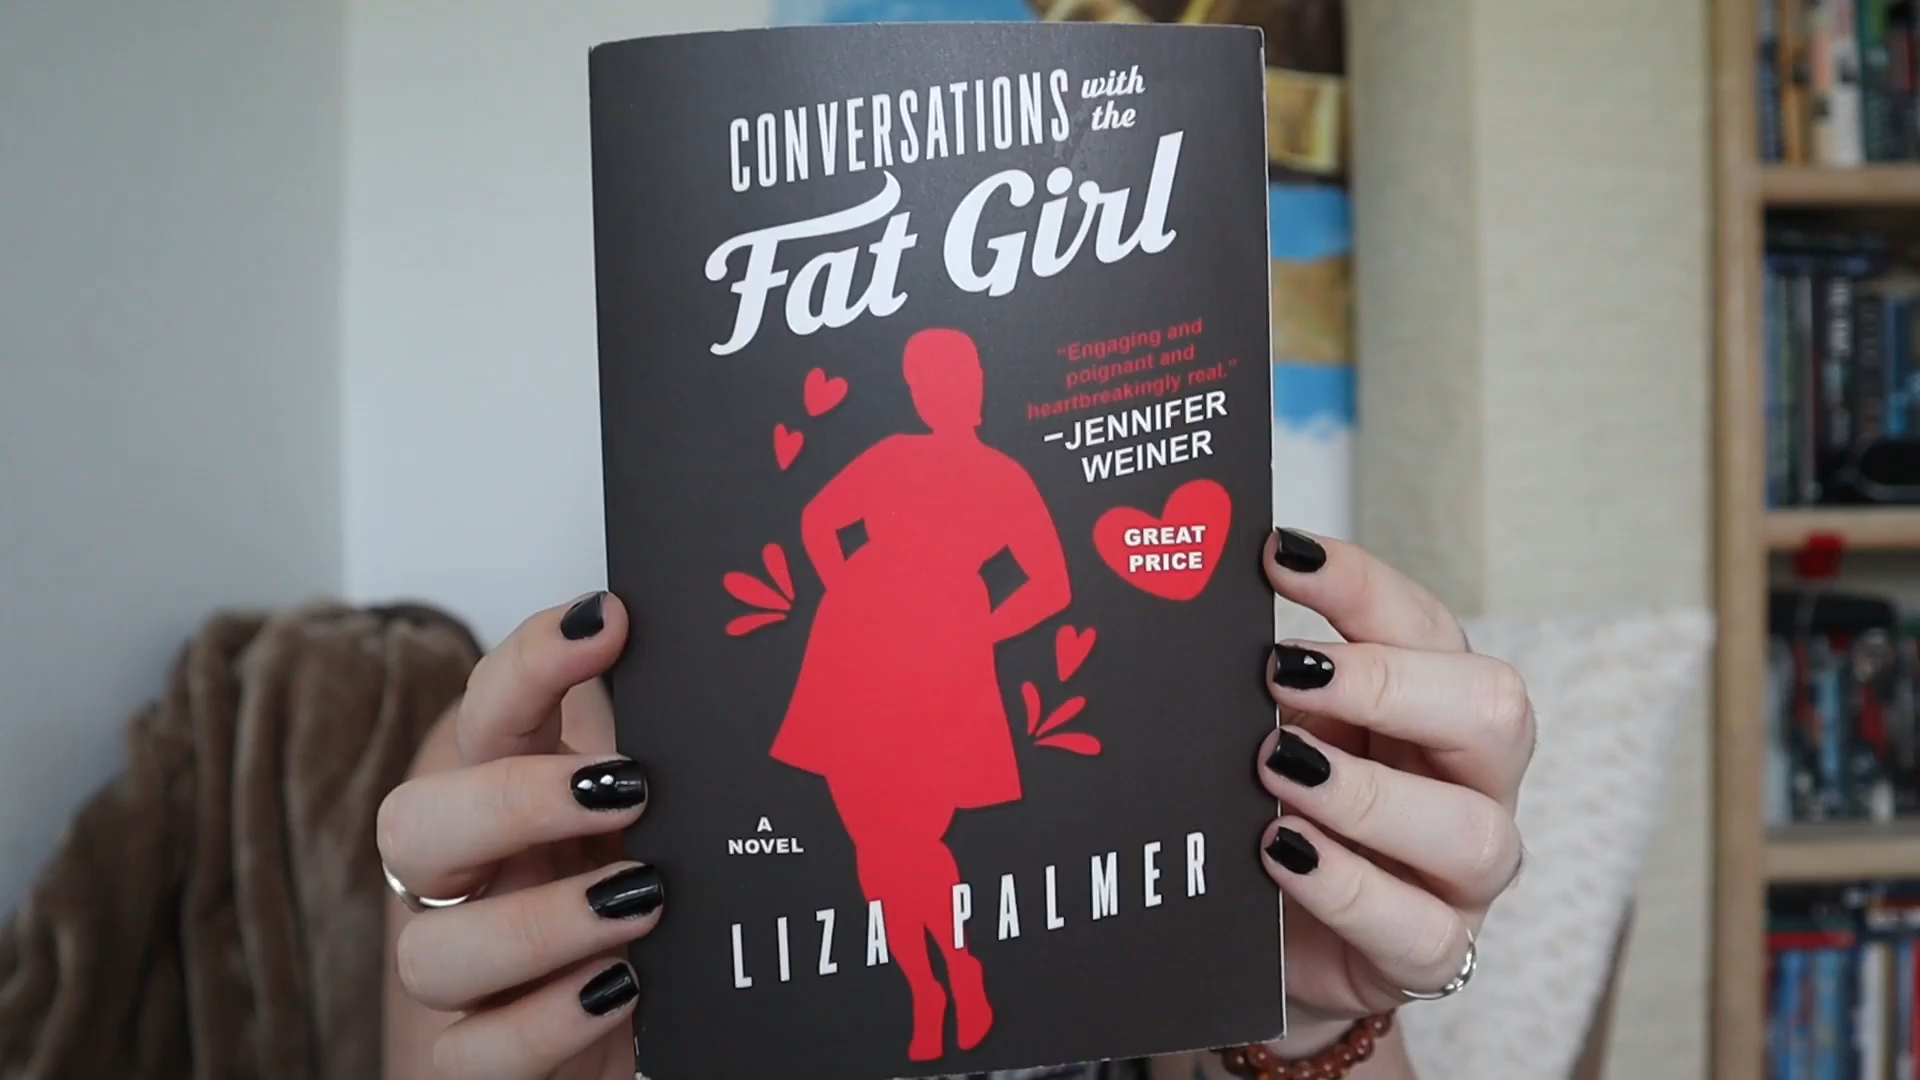 CONVERSATIONS with
the
Fat Girl
"Engaging and
poignant and
heartbreakingly real."
–JENNIFER
WEINER
GREAT
PRICE
A
NOVEL
LIZA PALMER